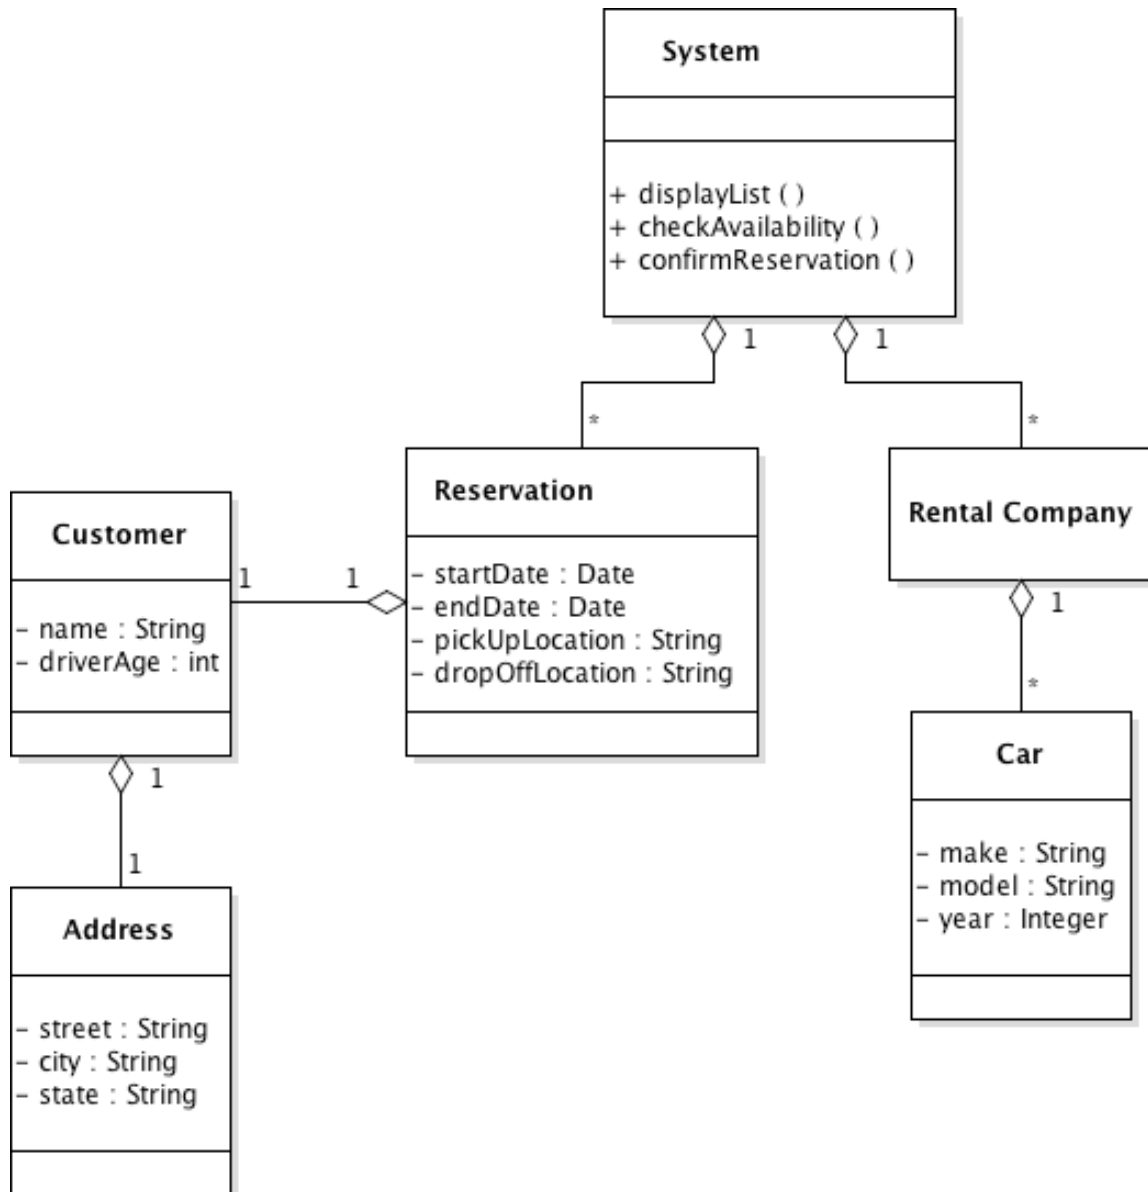 System
+ displayList ( )
+ checkAvailability ( )
+ confirmReservation ( )
1
1
*
*
Reservation
- startDate : Date
- endDate : Date
- pickUpLocation : String
- dropOffLocation : String
Rental Company
Customer
- name : String
- driverAge : int
1
1
1
*
Car
- make : String
- model : String
- year : Integer
1
1
Address
- street : String
- city : String
- state : String